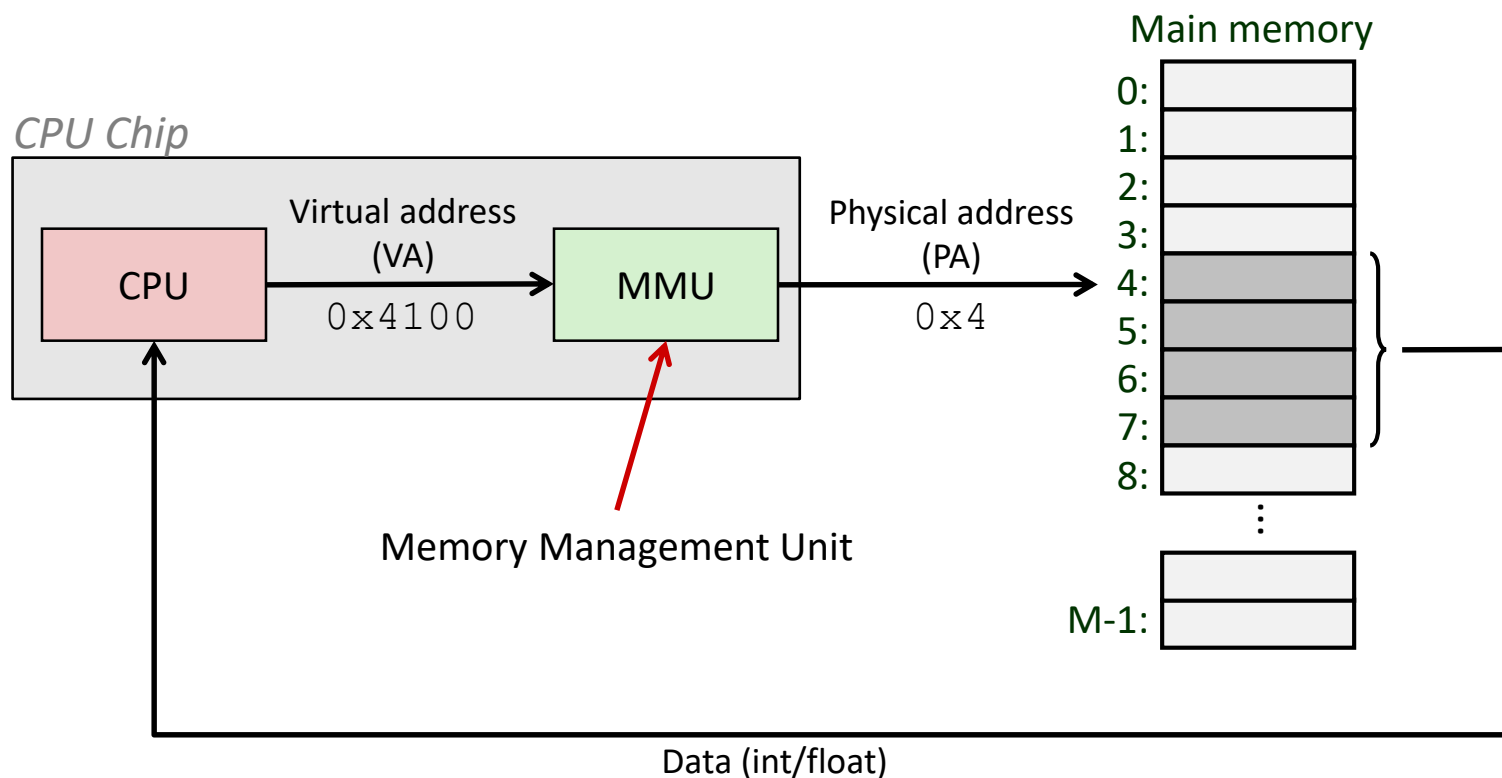 Main memory
CPU Chip
0:
1:
2:
3:
4:
5:
6:
7:
8:
⋮
M-1:
Virtual address
(VA)
0x4100
CPU
MMU
Physical address
(PA)
0x4
Memory Management Unit
Data (int/float)